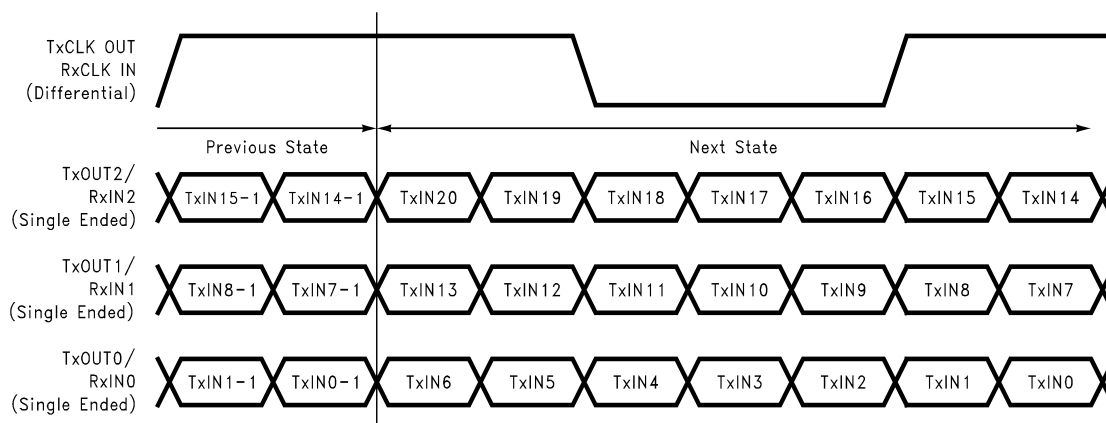 TxCLK OUT
RxCLK IN
(Differential)
Previous State
Next State
TxOUT2/
RxIN2
(Single Ended)
TxIN15-1 TxIN14-1 TxIN20 TxIN19 TxIN18 TxIN17 TxIN16 TxIN15 TxIN14
TxOUT1/
RxIN1
(Single Ended)
TxIN8-1 TxIN7-1 TxIN13 TxIN12 TxIN11 TxIN10 TxIN9 TxIN8 TxIN7
TxOUT0/
RxIN0
(Single Ended)
TxIN1-1 TxIN0-1 TxIN6 TxIN5 TxIN4 TxIN3 TxIN2 TxIN1 TxIN0